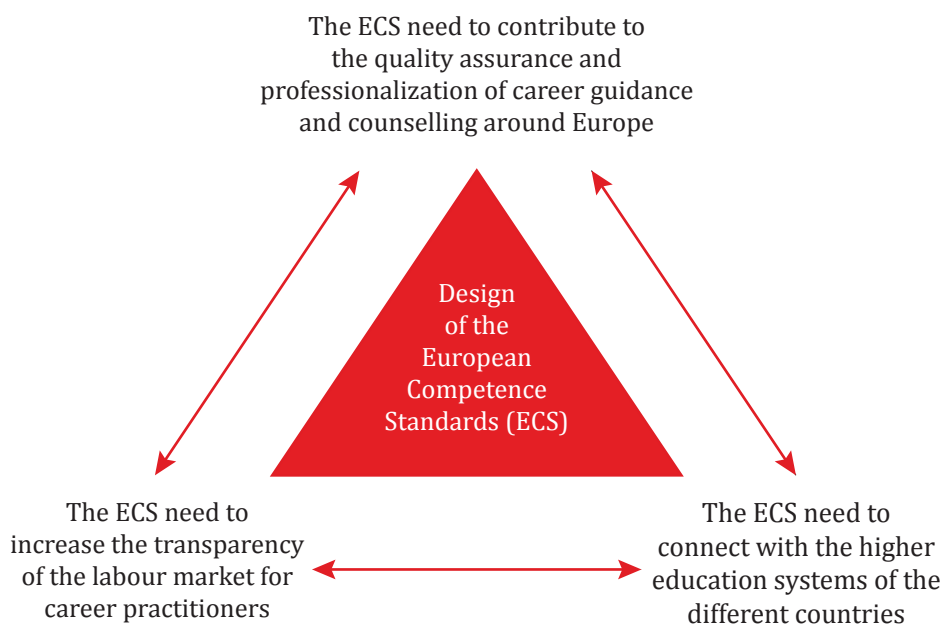 The ECS need to contribute to
the quality assurance and
professionalization of career guidance
and counselling around Europe
Design
of the
European
Competence
Standards (ECS)
The ECS need to
increase the transparency
of the labour market for
career practitioners
The ECS need to
connect with the higher
education systems of the
different countries